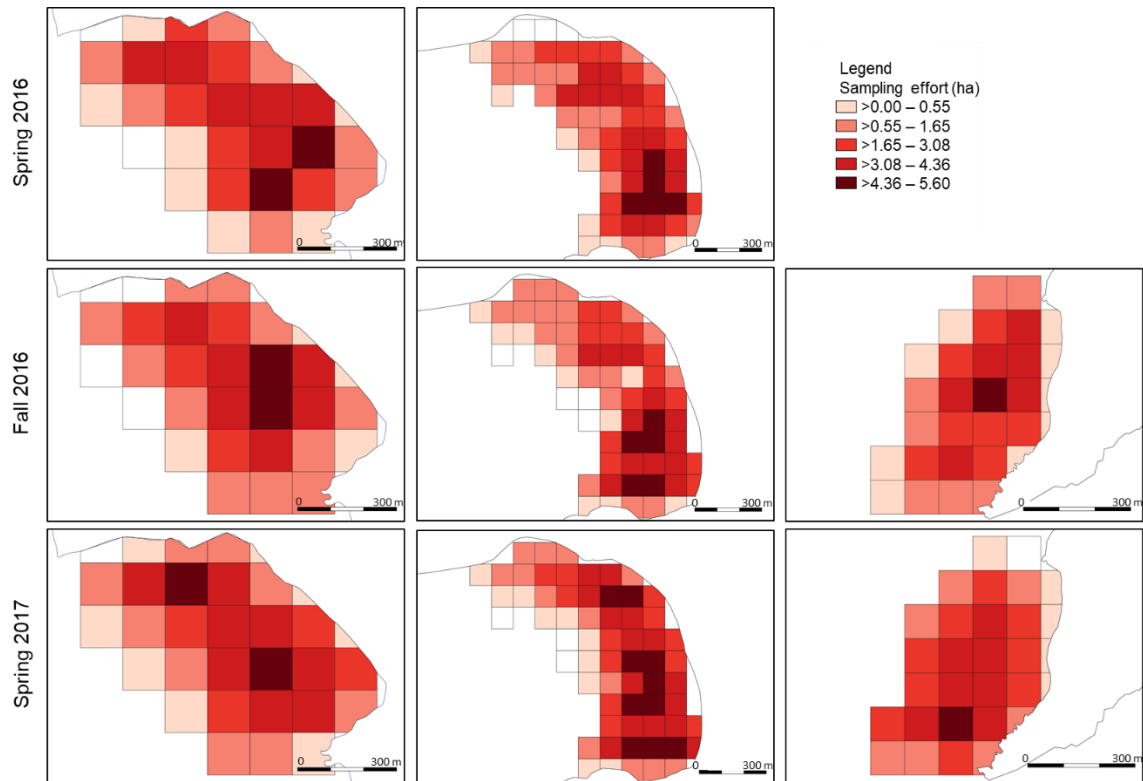 Spring 2016
0 300 m
0 300 m
Legend
Sampling effort (ha)
>0.00 – 0.55
>0.55 – 1.65
>1.65 – 3.08
>3.08 – 4.36
>4.36 – 5.60
Fall 2016
0 300 m
0 300 m
0 300 m
Spring 2017
0 300 m
0 300 m
0 300 m